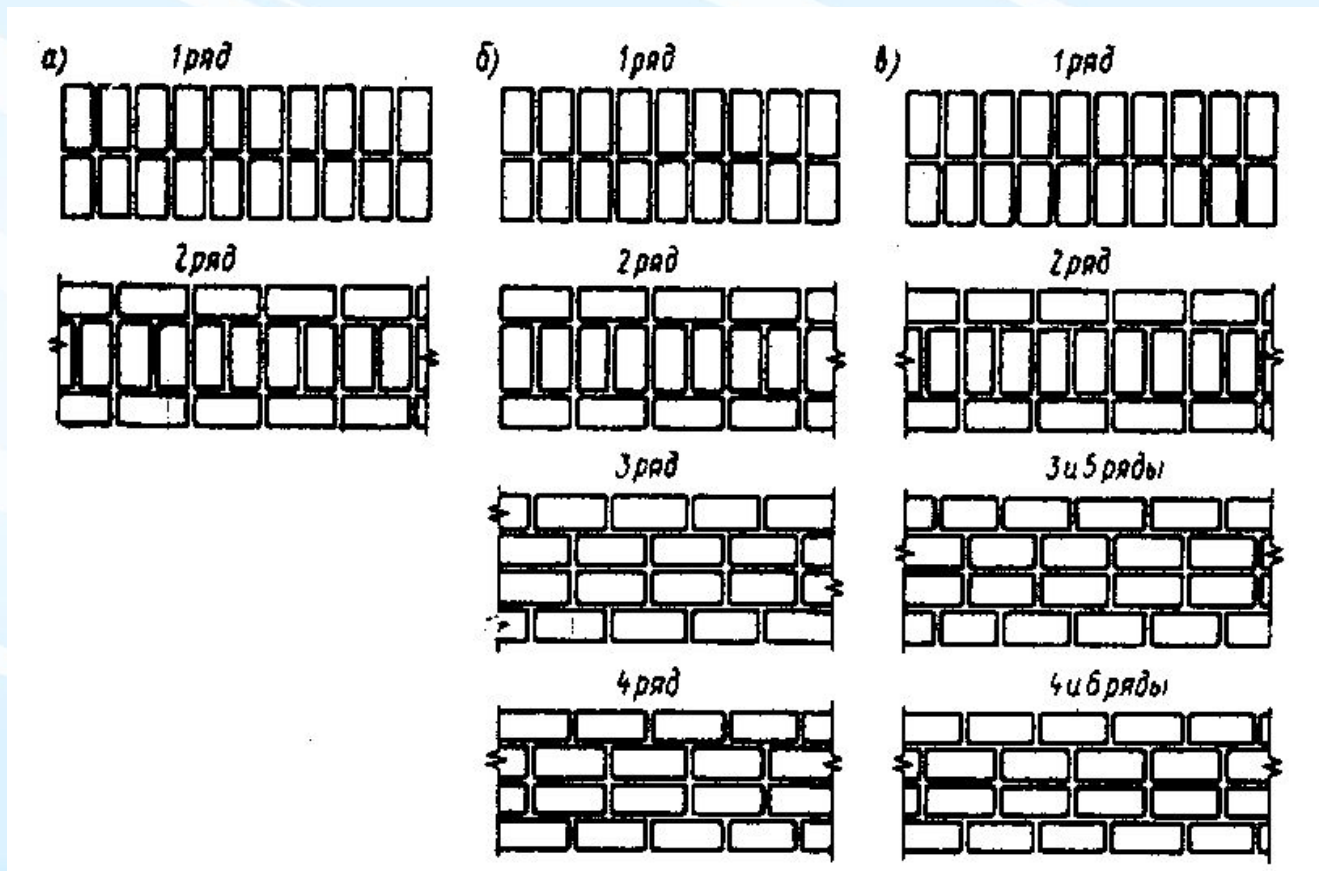 а) 1 ряд
2 ряд
б) 1 ряд
2 ряд
3 ряд
4 ряд
в) 1 ряд
2 ряд
3 и 5 ряды
4 и 6 ряды